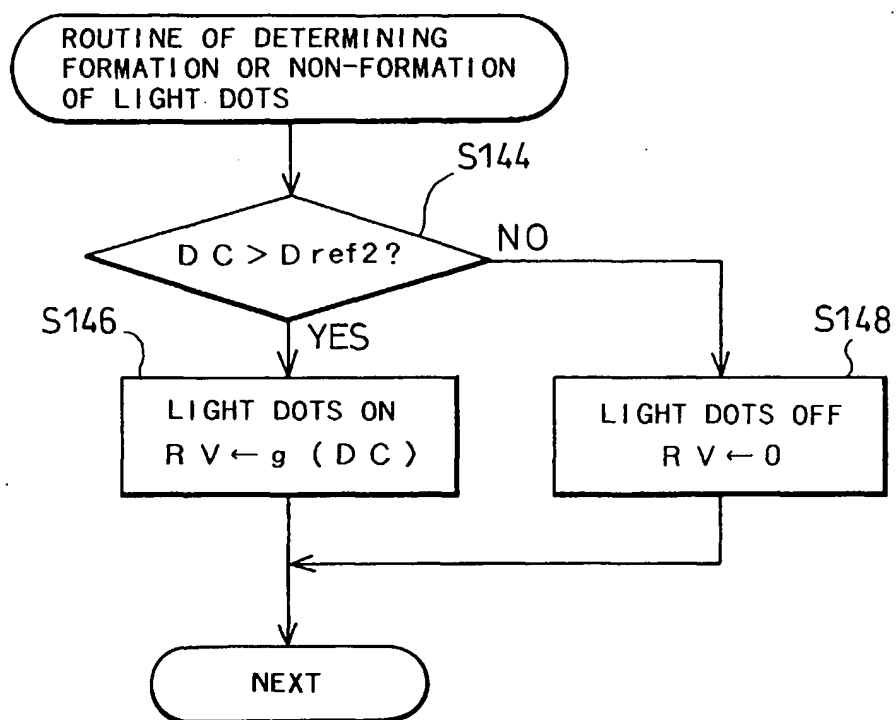 ROUTINE OF DETERMINING
FORMATION OR NON-FORMATION
OF LIGHT DOTS
S144
DC > Dref2?
NO
S146
YES
S148
LIGHT DOTS ON
RV ← g (DC)
LIGHT DOTS OFF
RV ← 0
NEXT